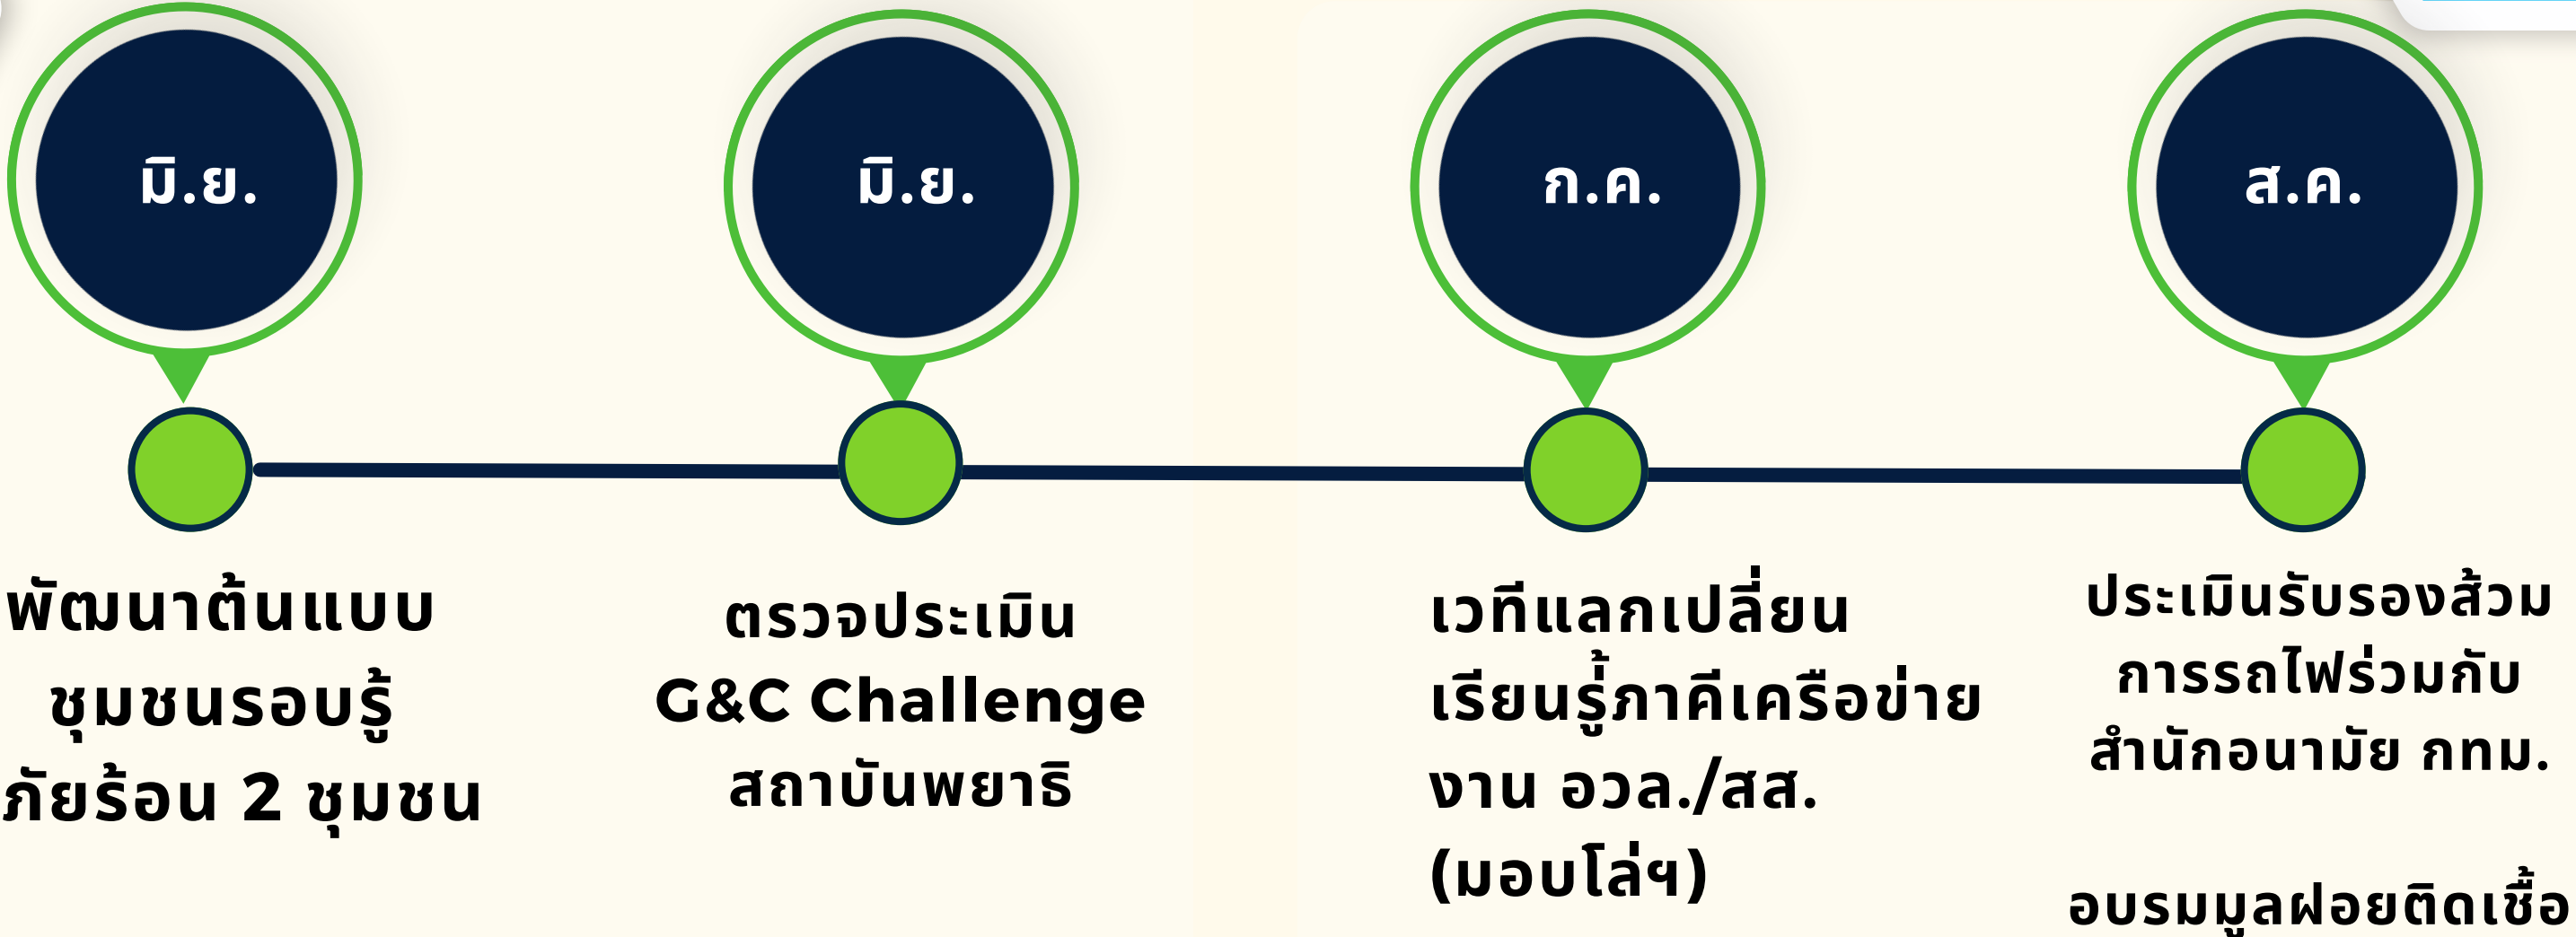 มิ.ย.
มิ.ย.
ก.ค.
ส.ค.
พัฒนาต้นแบบ
ชุมชนรอบรู้
ภัยร้อน 2 ชุมชน
ตรวจประเมิน
G&C Challenge
สถาบันพยาธิ
เวทีแลกเปลี่ยน
เรียนรู้่ภาคีเครือข่าย
งาน อวล./สส.
(มอบโล่ฯ)
ประเมินรับรองส้วม
การรถไฟร่วมกับ
สำนักอนามัย กทม.
อบรมมูลฝอยติดเชื้อ